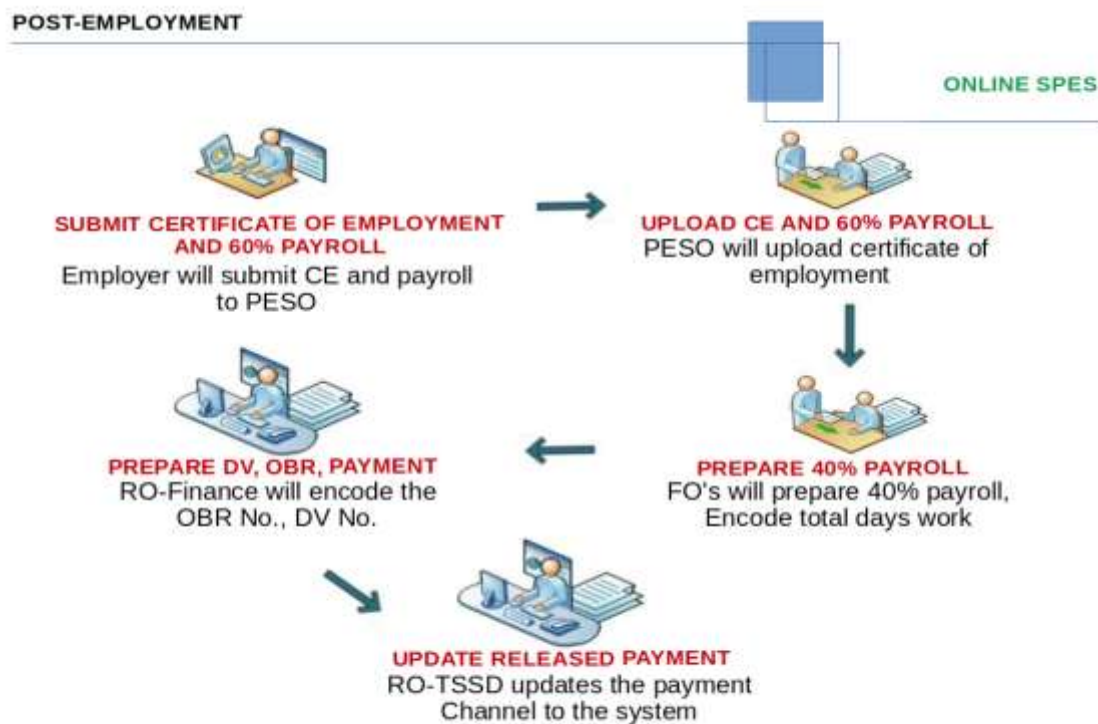 POST-EMPLOYMENT
ONLINE SPES
SUBMIT CERTIFICATE OF EMPLOYMENT
AND 60% PAYROLL
Employer will submit CE and payroll
to PESO
UPLOAD CE AND 60% PAYROLL
PESO will upload certificate of
employment
PREPARE 40% PAYROLL
FO's will prepare 40% payroll,
Encode total days work
PREPARE DV, OBR, PAYMENT
RO-Finance will encode the
OBR No., DV No.
UPDATE RELEASED PAYMENT
RO-TSSD updates the payment
Channel to the system